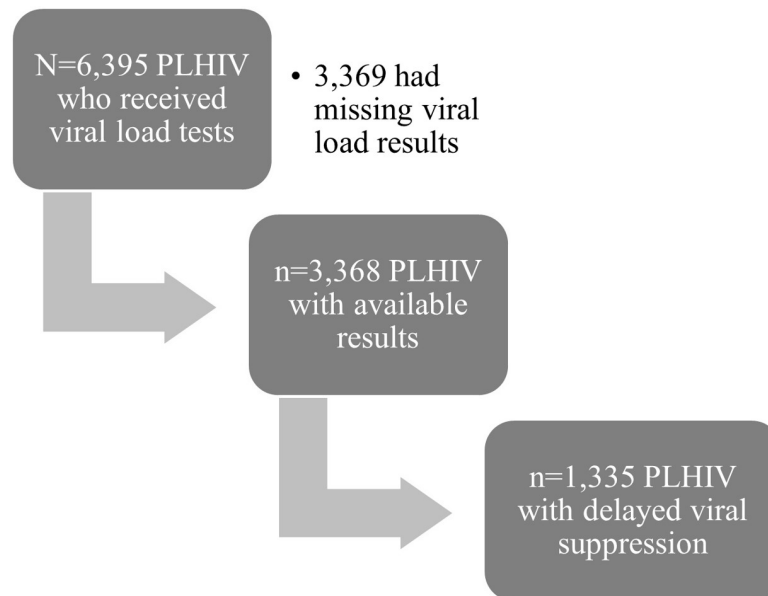 N=6,395 PLHIV
who received
viral load tests
• 3,369 had
missing viral
load results
n=3,368 PLHIV
with available
results
n=1,335 PLHIV
with delayed viral
suppression